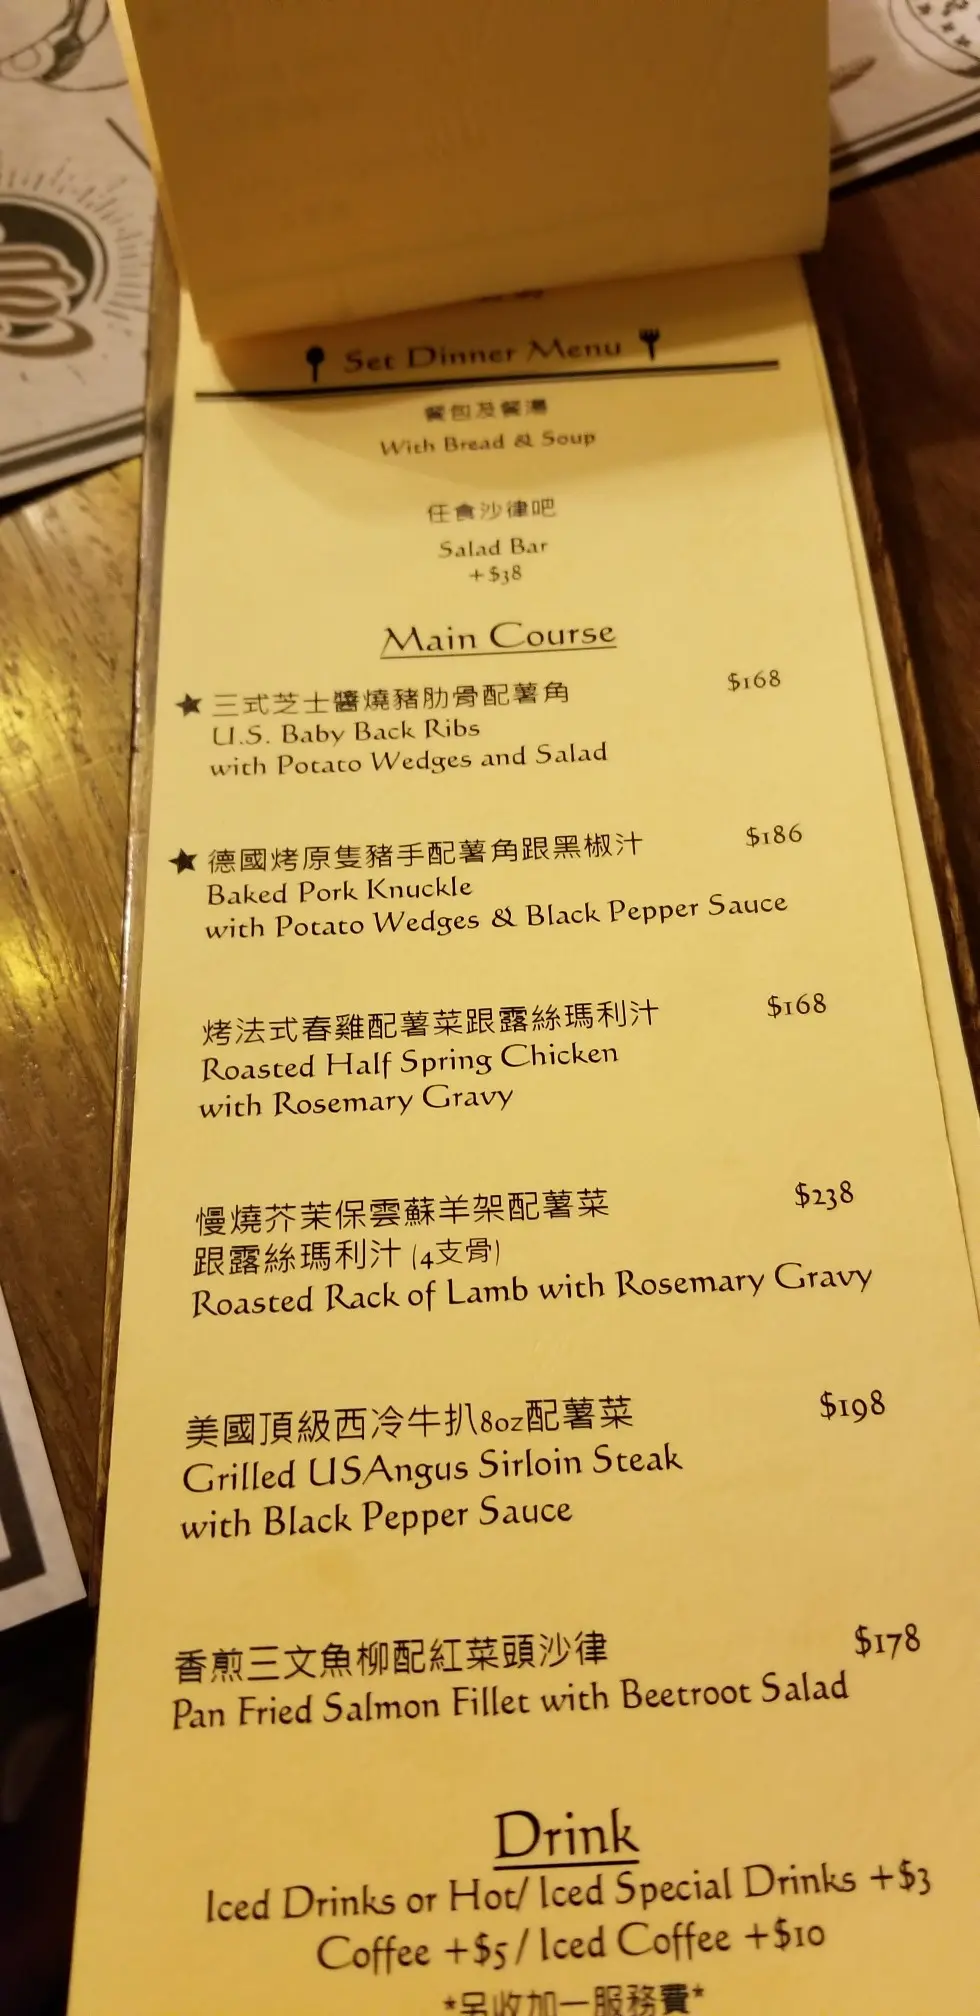 Set Dinner Menu
餐包及餐湯
With Bread & Soup
任食沙律吧
Salad Bar
+$38
Main Course
★ 三式芝士醬燒豬肋骨配薯角 $168
U.S. Baby Back Ribs
with Potato Wedges and Salad
★ 德國烤原隻豬手配薯角跟黑椒汁 $186
Baked Pork Knuckle
with Potato Wedges & Black Pepper Sauce
烤法式春雞配薯菜跟露絲瑪利汁 $168
Roasted Half Spring Chicken
with Rosemary Gravy
慢燒芥茉保雲蘇羊架配薯菜 $238
跟露絲瑪利汁 (4支骨)
Roasted Rack of Lamb with Rosemary Gravy
美國頂級西冷牛扒8oz配薯菜 $198
Grilled USAngus Sirloin Steak
with Black Pepper Sauce
香煎三文魚柳配紅菜頭沙律 $178
Pan Fried Salmon Fillet with Beetroot Salad
Drink
Iced Drinks or Hot/ Iced Special Drinks +$3
Coffee +$5 / Iced Coffee +$10
*另收加一服務費*